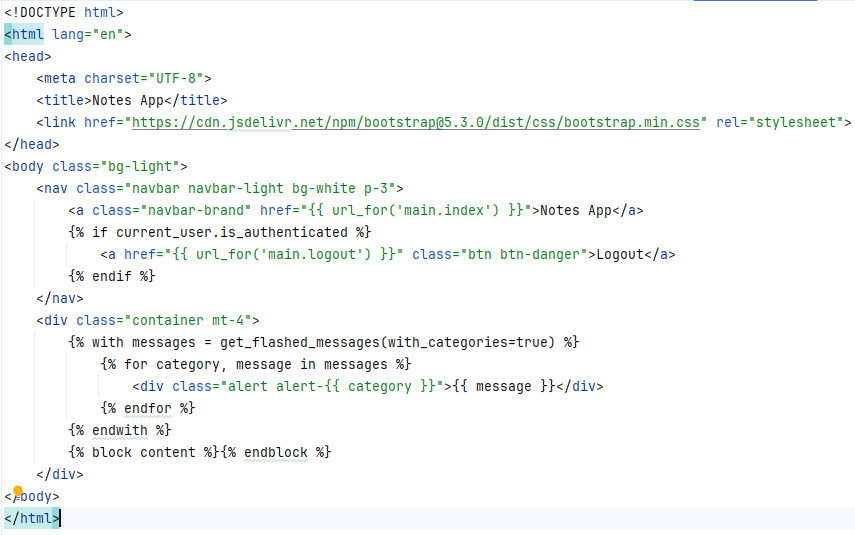 <!DOCTYPE html>
<html lang="en">
<head>
    <meta charset="UTF-8">
    <title>Notes App</title>
    <link href="https://cdn.jsdelivr.net/npm/bootstrap@5.3.0/dist/css/bootstrap.min.css" rel="stylesheet">
</head>
<body class="bg-light">
    <nav class="navbar navbar-light bg-white p-3">
        <a class="navbar-brand" href="{{ url_for('main.index') }}">Notes App</a>
        {% if current_user.is_authenticated %}
            <a href="{{ url_for('main.logout') }}" class="btn btn-danger">Logout</a>
        {% endif %}
    </nav>
    <div class="container mt-4">
        {% with messages = get_flashed_messages(with_categories=true) %}
            {% for category, message in messages %}
                <div class="alert alert-{{ category }}">{{ message }}</div>
            {% endfor %}
        {% endwith %}
        {% block content %}{% endblock %}
    </div>
</body>
</html>